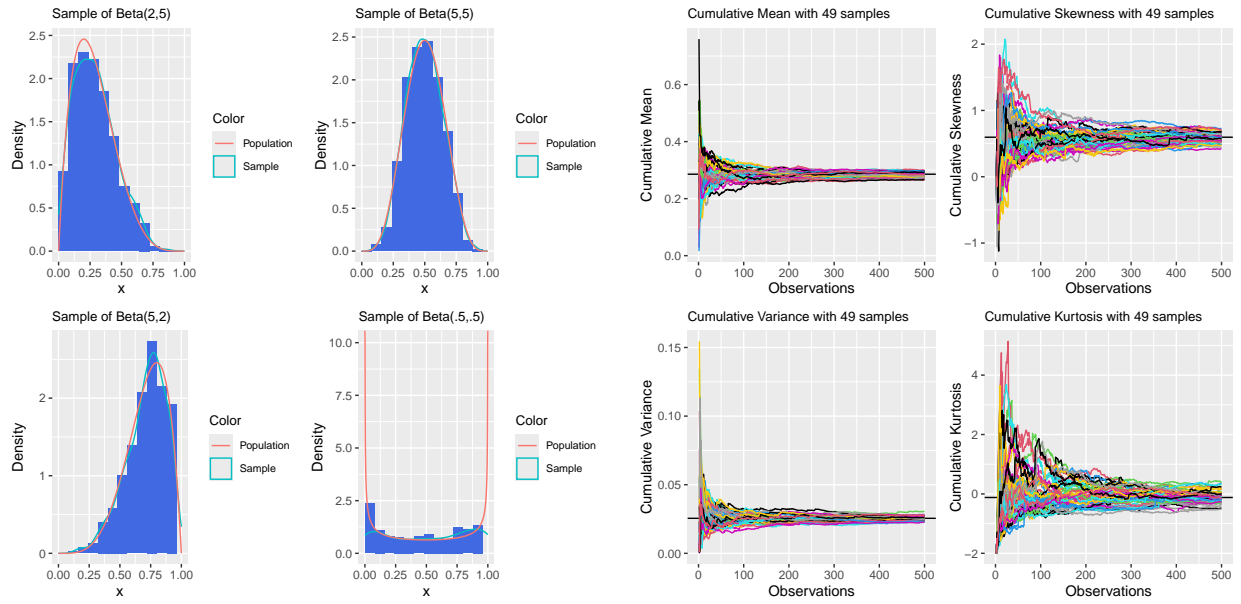 Sample of Beta(2,5)
Density
2.5
2.0
1.5
1.0
0.5
0.0
0.00 0.25 0.50 0.75 1.00
x
Color
Population
Sample
Sample of Beta(5,5)
Density
2.5
2.0
1.5
1.0
0.5
0.0
0.00 0.25 0.50 0.75 1.00
x
Color
Population
Sample
Cumulative Mean with 49 samples
Cumulative Mean
0.6
0.4
0.2
0.0
0 100 200 300 400 500
Observations
Cumulative Skewness with 49 samples
Cumulative Skewness
2
1
0
−1
0 100 200 300 400 500
Observations
Sample of Beta(5,2)
Density
2
1
0
0.00 0.25 0.50 0.75 1.00
x
Color
Population
Sample
Sample of Beta(.5,.5)
Density
10.0
7.5
5.0
2.5
0.0
0.00 0.25 0.50 0.75 1.00
x
Color
Population
Sample
Cumulative Variance with 49 samples
Cumulative Variance
0.15
0.10
0.05
0.00
0 100 200 300 400 500
Observations
Cumulative Kurtosis with 49 samples
Cumulative Kurtosis
4
2
0
−2
0 100 200 300 400 500
Observations